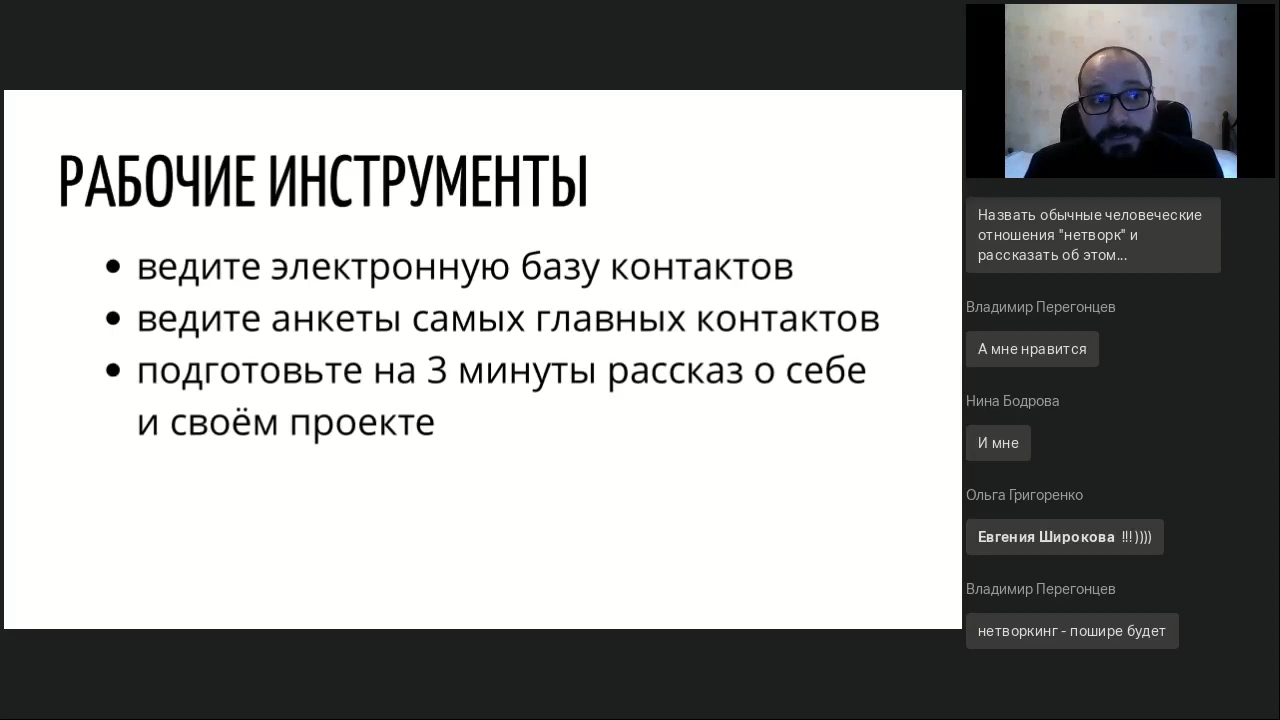 РАБОЧИЕ ИНСТРУМЕНТЫ
• ведите электронную базу контактов
• ведите анкеты самых главных контактов
• подготовьте на 3 минуты рассказ о себе
и своём проекте
Назвать обычные человеческие
отношения "нетворк" и
рассказать об этом...
Владимир Перегонцев
А мне нравится
Нина Бодрова
И мне
Ольга Григоренко
Евгения Широкова !!!))))
Владимир Перегонцев
нетворкинг - пошире будет